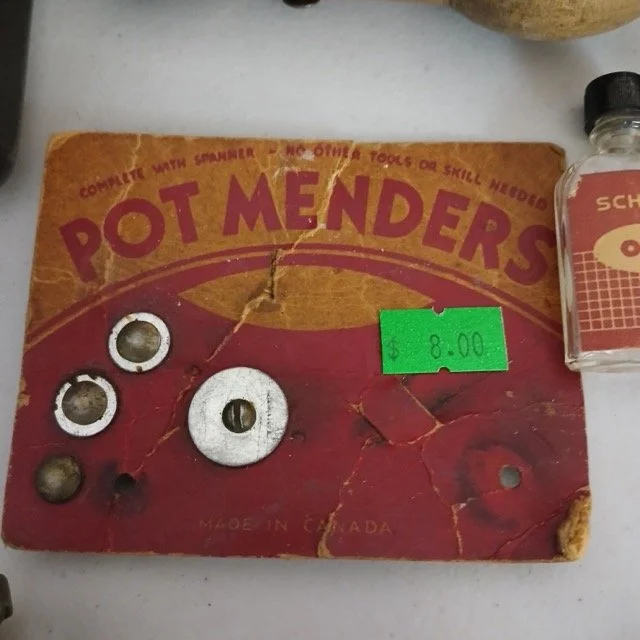 COMPLETE WITH SPANNER - NO OTHER TOOLS OR SKILL NEEDED
POT MENDERS
$ 8.00
MADE IN CANADA
SCH